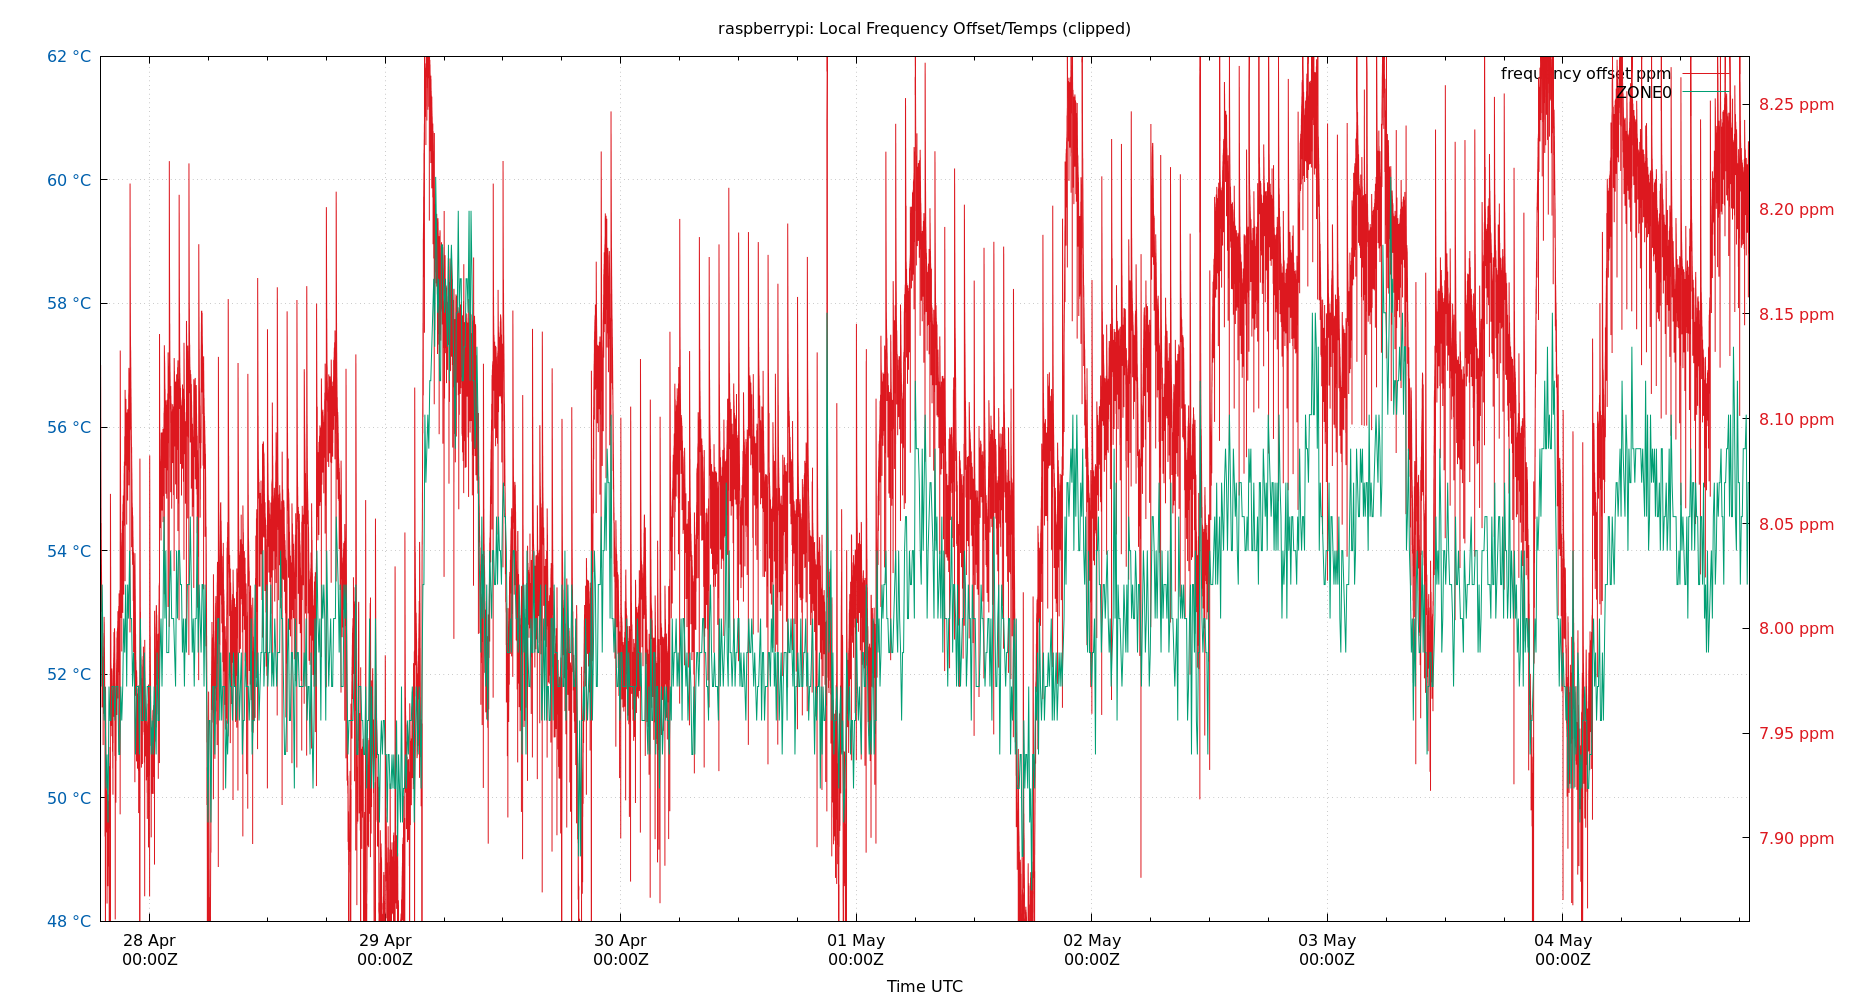 raspberrypi: Local Frequency Offset/Temps (clipped)
62 °C
60 °C
58 °C
56 °C
54 °C
52 °C
50 °C
48 °C
frequency offset ppm
ZONE0
8.25 ppm
8.20 ppm
8.15 ppm
8.10 ppm
8.05 ppm
8.00 ppm
7.95 ppm
7.90 ppm
28 Apr 29 Apr 30 Apr 01 May 02 May 03 May 04 May
00:00Z 00:00Z 00:00Z 00:00Z 00:00Z 00:00Z 00:00Z
Time UTC